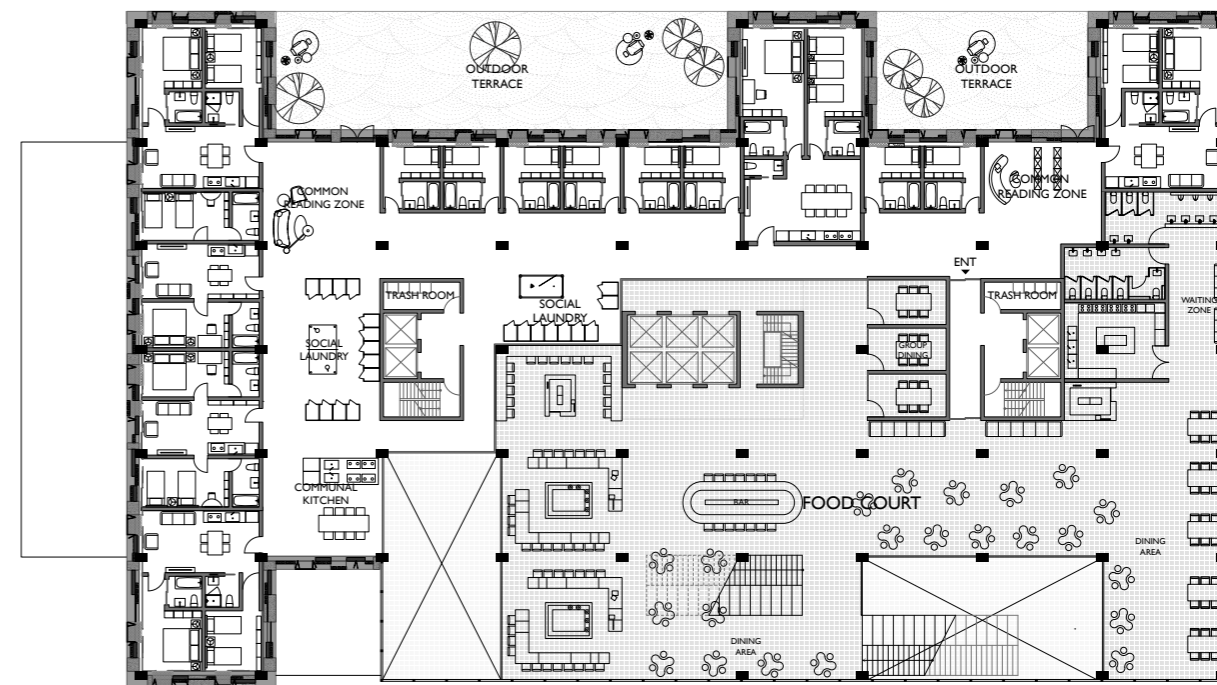 OUTDOOR
TERRACE
OUTDOOR
TERRACE
COMMON
READING ZONE
COMMON
READING ZONE
ENT
TRASH ROOM
SOCIAL
LAUNDRY
TRASH ROOM
WAITING
ZONE
SOCIAL
LAUNDRY
GROUP
DINING
COMMUNAL
KITCHEN
BAR
FOOD COURT
DINING
AREA
DINING
AREA